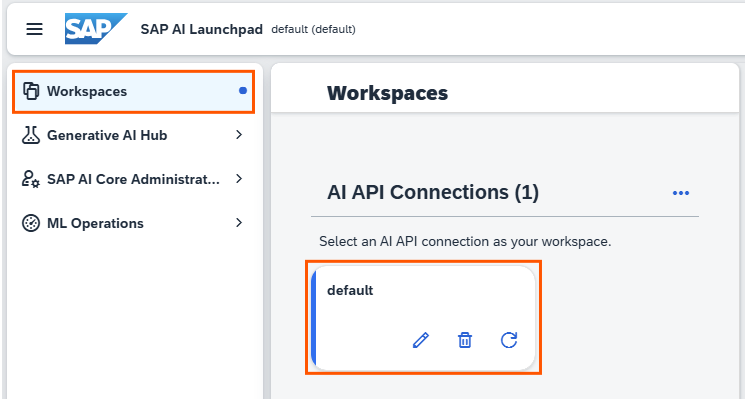 SAP SAP AI Launchpad default (default)
Workspaces
Generative AI Hub
SAP AI Core Administrat...
ML Operations
Workspaces
AI API Connections (1)
Select an AI API connection as your workspace.
default